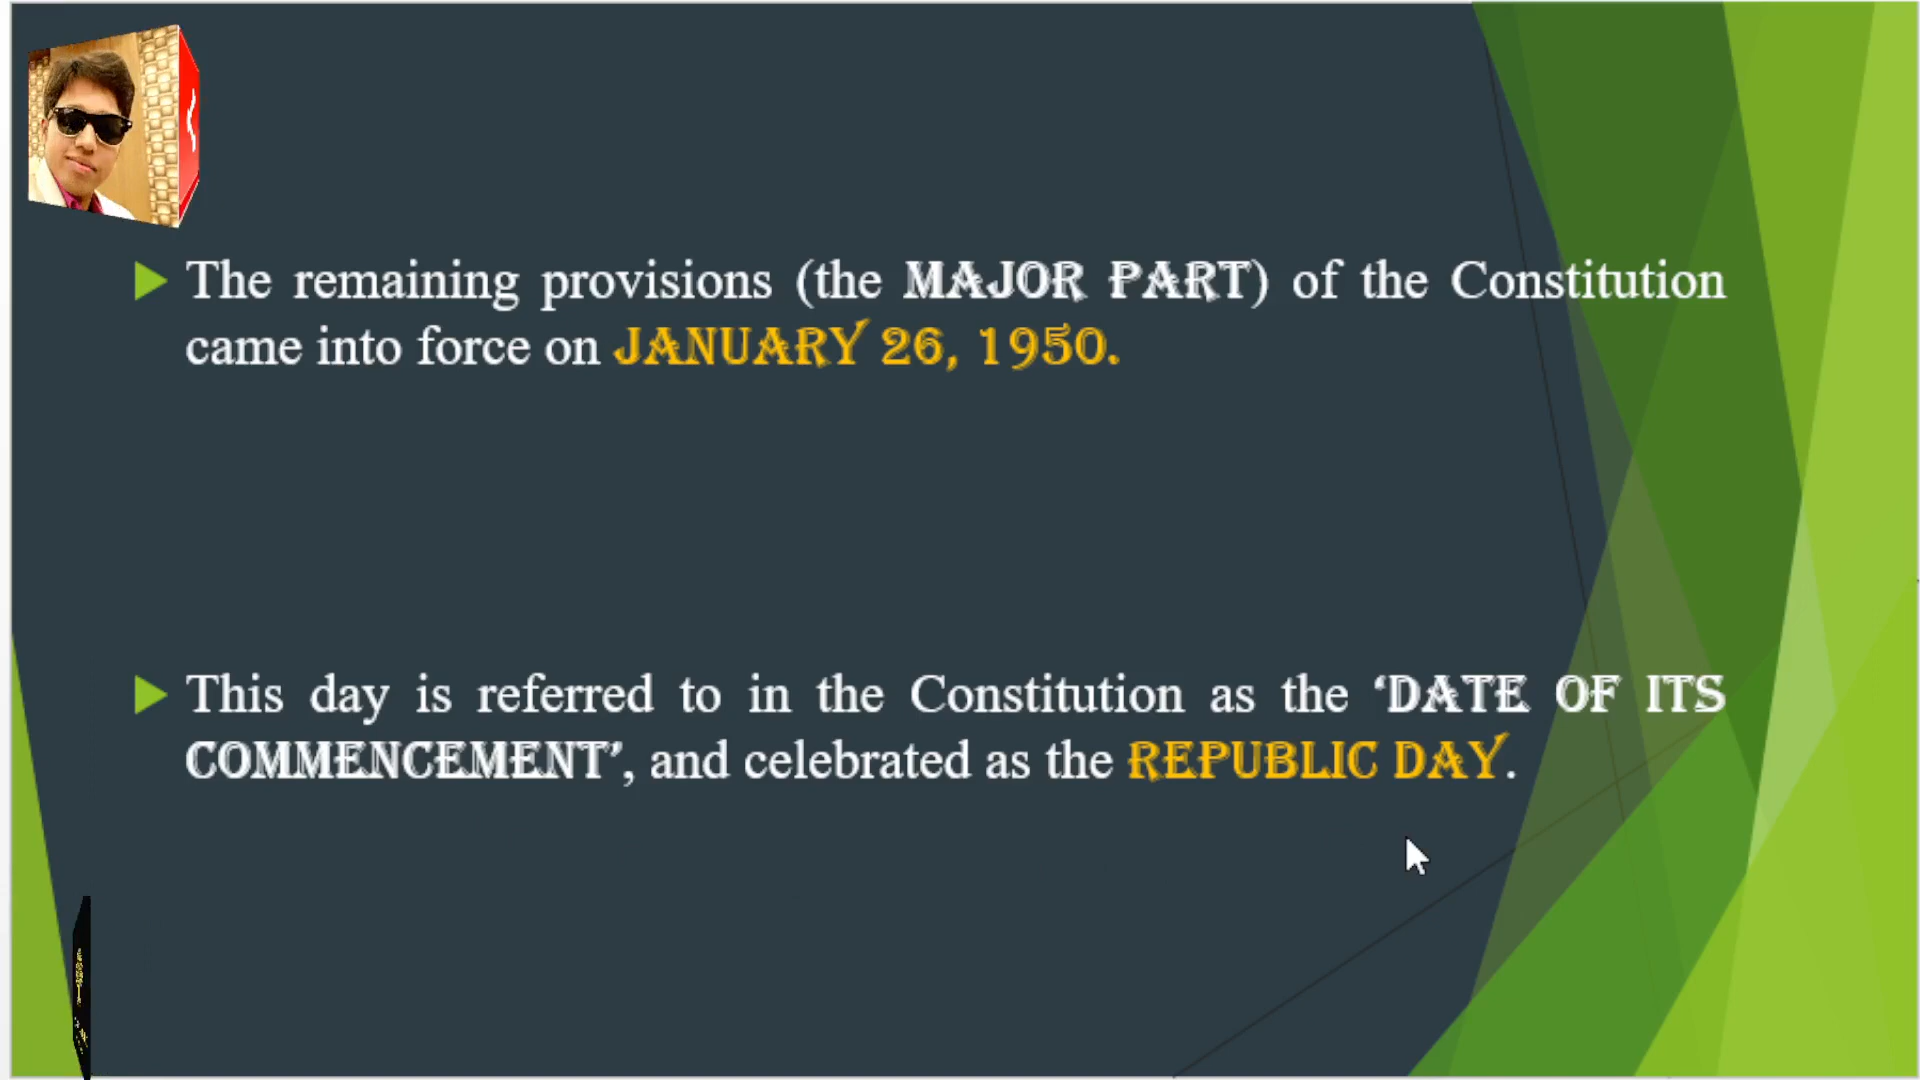 The remaining provisions (the MAJOR PART) of the Constitution
came into force on JANUARY 26, 1950.
This day is referred to in the Constitution as the ‘DATE OF ITS
COMMENCEMENT’, and celebrated as the REPUBLIC DAY.